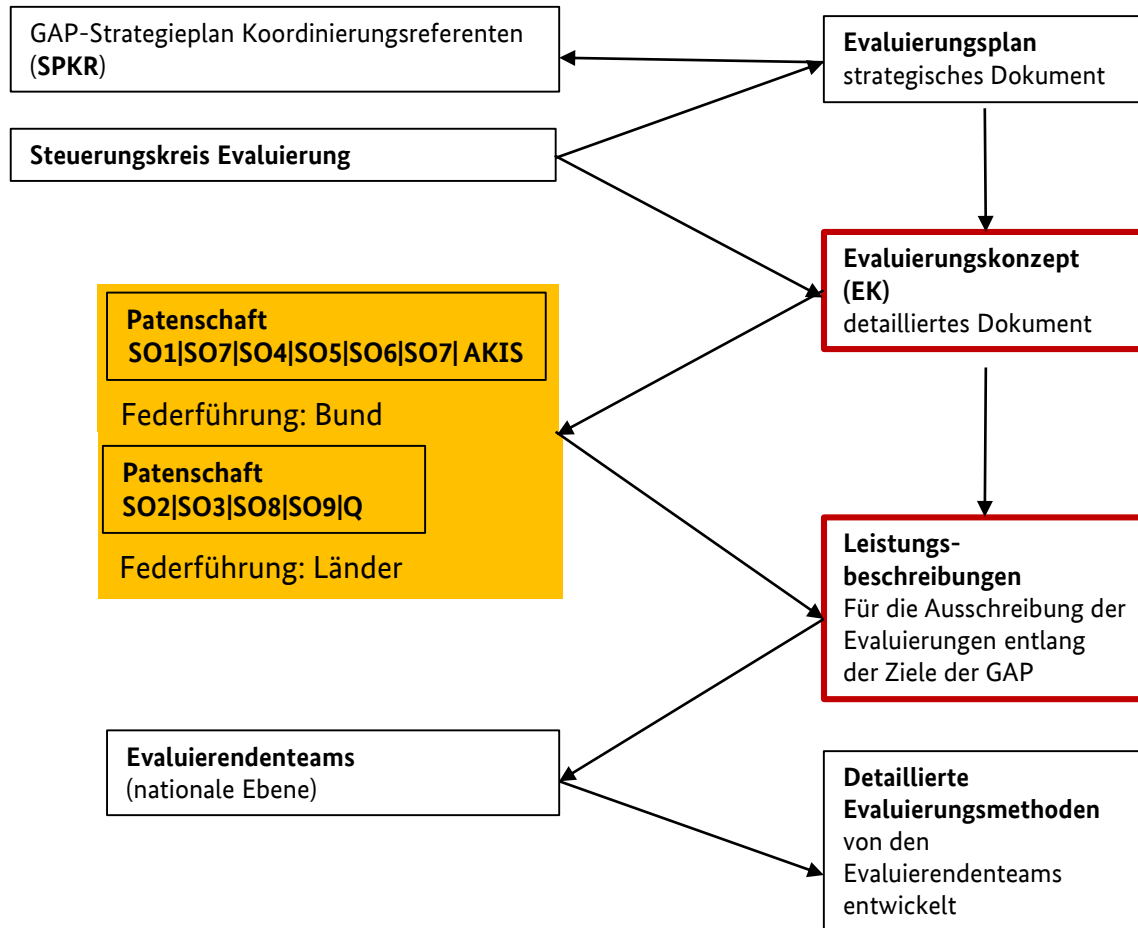 GAP-Strategieplan Koordinierungsreferenten
(SPKR)
Evaluierungsplan
strategisches Dokument
Steuerungskreis Evaluierung
Evaluierungskonzept
(EK)
detailliertes Dokument
Patenschaft
SO1|SO7|SO4|SO5|SO6|SO7| AKIS
Federführung: Bund
Patenschaft
SO2|SO3|SO8|SO9|Q
Federführung: Länder
Leistungs-
beschreibungen
Für die Ausschreibung der
Evaluierungen entlang
der Ziele der GAP
Evaluierendenteams
(nationale Ebene)
Detaillierte
Evaluierungsmethoden
von den
Evaluierendenteams
entwickelt